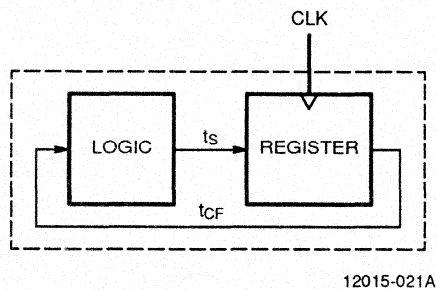 CLK
LOGIC
tS
REGISTER
tCF
12015-021A